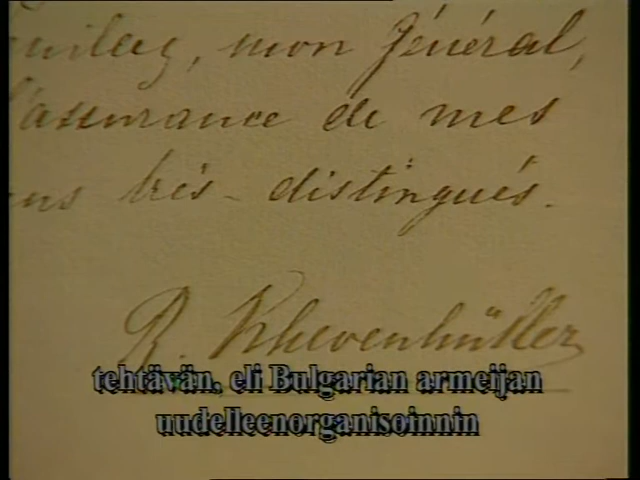 mon Général,
l'assurance de mes
très-distingués.
R. Khevenhüller
tehtävän, eli Bulgarian armeijan
uudelleenorganisoinnin